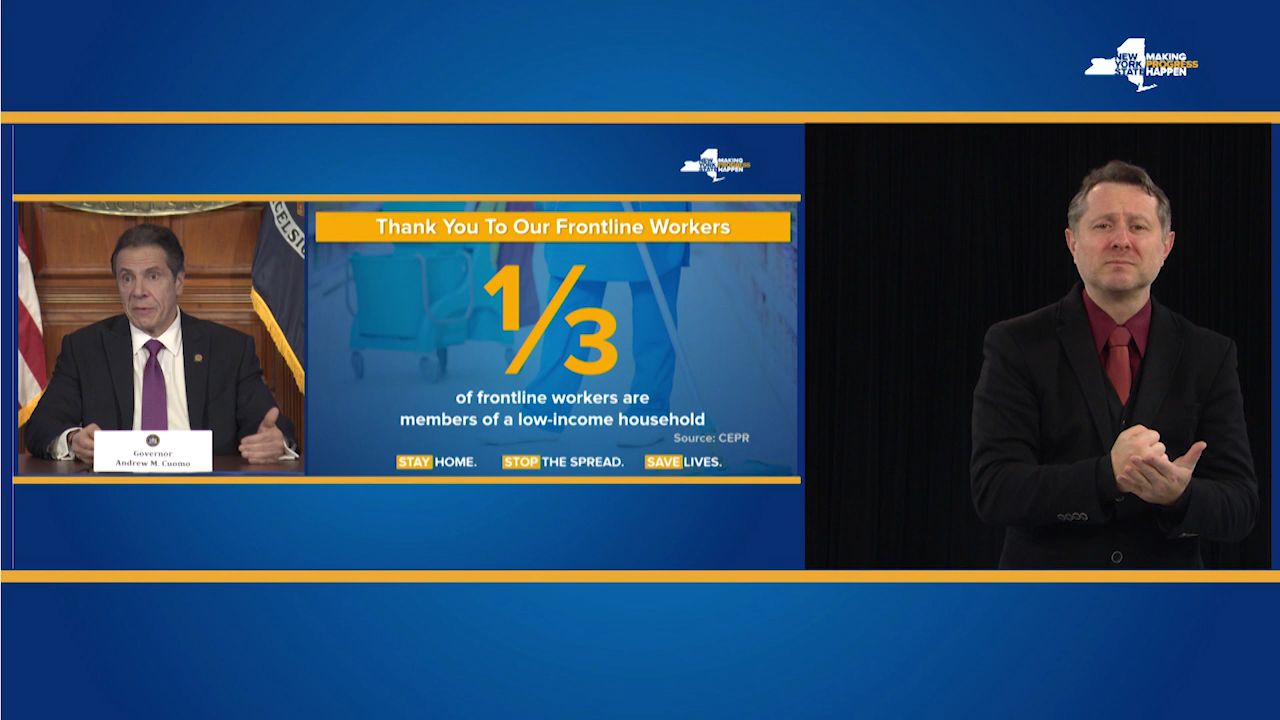 NEW YORK STATE
MAKING PROGRESS HAPPEN
NEW YORK STATE
MAKING PROGRESS HAPPEN
EXCELSIOR
Thank You To Our Frontline Workers
1/3
of frontline workers are
members of a low-income household
Source: CEPR
STAY HOME. STOP THE SPREAD. SAVE LIVES.
Governor
Andrew M. Cuomo